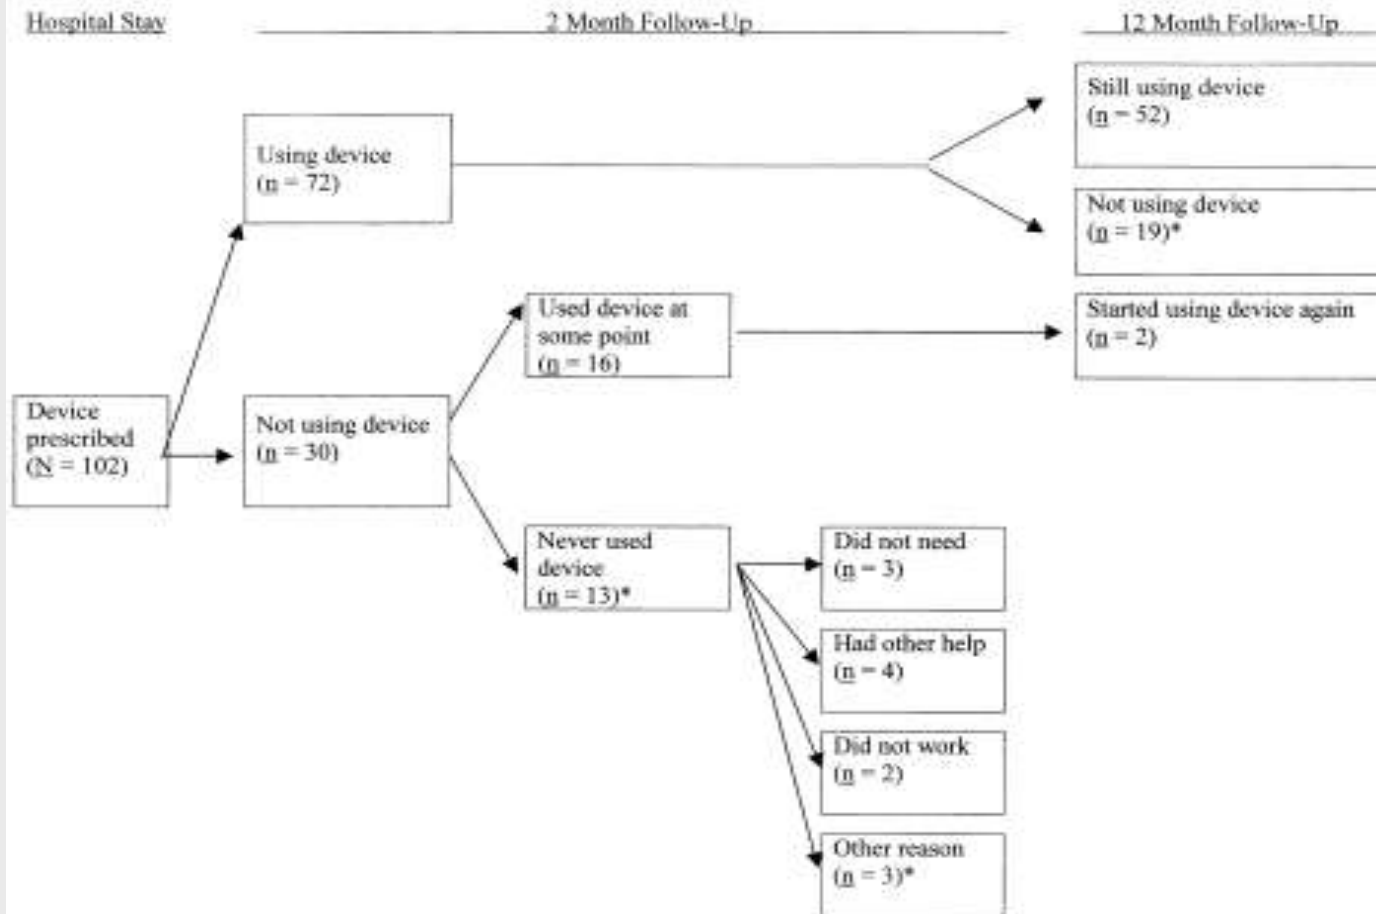 Hospital Stay
2 Month Follow-Up
12 Month Follow-Up
Still using device
(n = 52)
Using device
(n = 72)
Not using device
(n = 19)*
Used device at
some point
(n = 16)
Started using device again
(n = 2)
Device
prescribed
(N = 102)
Not using device
(n = 30)
Never used
device
(n = 13)*
Did not need
(n = 3)
Had other help
(n = 4)
Did not work
(n = 2)
Other reason
(n = 3)*